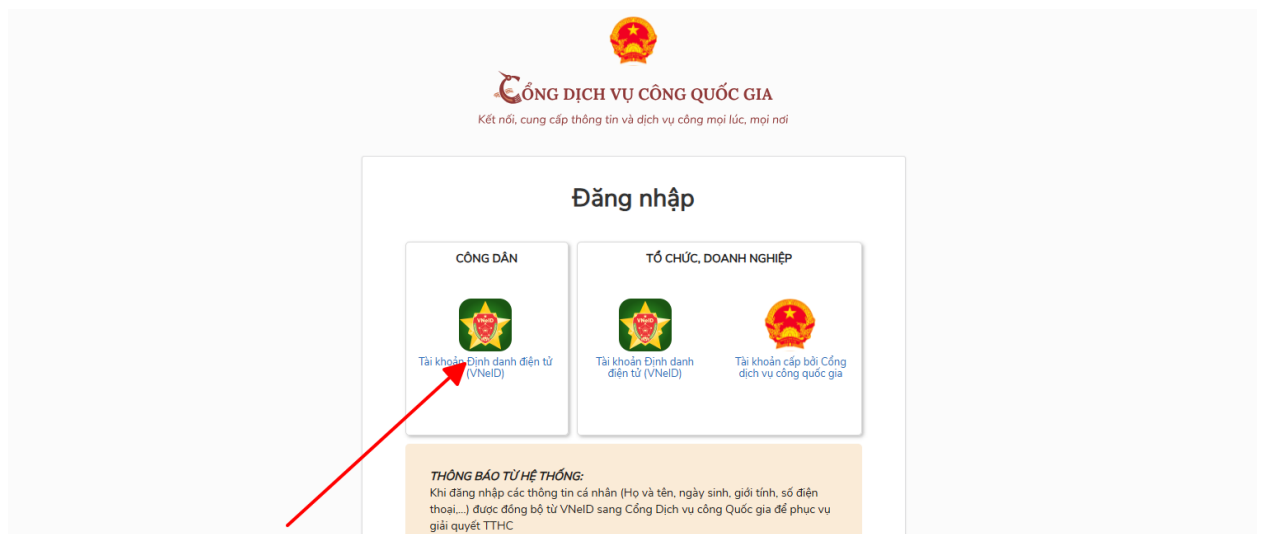 CỔNG DỊCH VỤ CÔNG QUỐC GIA
Kết nối, cung cấp thông tin và dịch vụ công mọi lúc, mọi nơi
Đăng nhập
CÔNG DÂN
VNeID
Tài khoản Định danh điện tử
(VNeID)
TỔ CHỨC, DOANH NGHIỆP
VNeID
Tài khoản Định danh
điện tử (VNeID)
Tài khoản cấp bởi Cổng
dịch vụ công quốc gia
THÔNG BÁO TỪ HỆ THỐNG:
Khi đăng nhập các thông tin cá nhân (Họ và tên, ngày sinh, giới tính, số điện
thoại,...) được đồng bộ từ VNeID sang Cổng Dịch vụ công Quốc gia để phục vụ
giải quyết TTHC